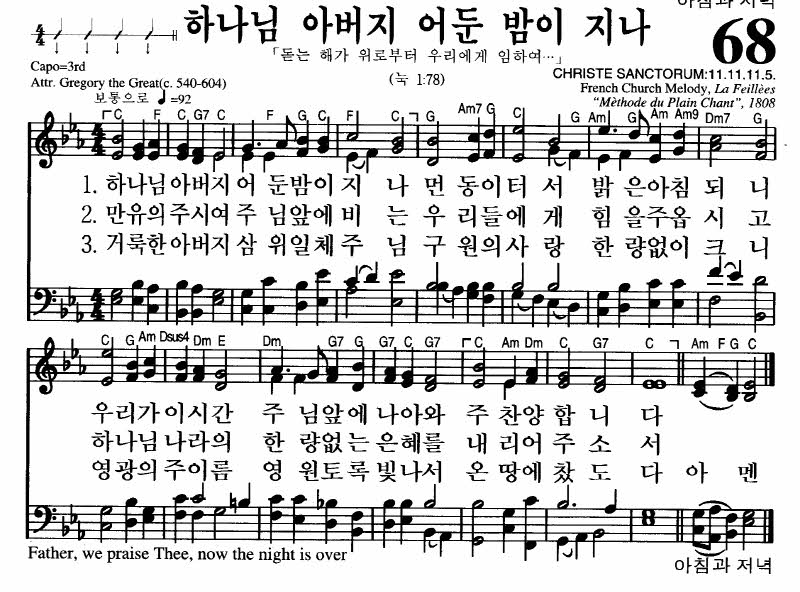 아침과 저녁
하나님 아버지 어둔 밤이 지나
68
「돋는 해가 위로부터 우리에게 임하여…」
(눅 1:78)
Capo=3rd
Attr. Gregory the Great(c. 540-604)
CHRISTE SANCTORUM:11.11.11.5.
French Church Melody, La Feillèes
"Mèthode du Plain Chant", 1808
보통으로 ♩=92
C F C G7 C F G F C G Am7 G C G Am G Am Am9 Dm7 G
1. 하나님아버지어 둔밤이지 나 먼 동이터 서 밝 은아침 되 니
2. 만유의주시여주 님앞에비 는 우 리들에 게 힘 을주옵 시 고
3. 거룩한아버지삼 위일체주 님 구 원의사 랑 한 량없이 크 니
C G Am Dsus4 Dm E Dm G7 G G7 C Am Dm G7 C Am F G C
우리가이시간 주 님앞에나아와 주 찬양 합 니 다
하나님나라의 한 량없는은혜를 내 리어 주 소 서
영광의주이름 영 원토록빛나서 온 땅에 찼 도 다 아 멘
Father, we praise Thee, now the night is over
아침과 저녁